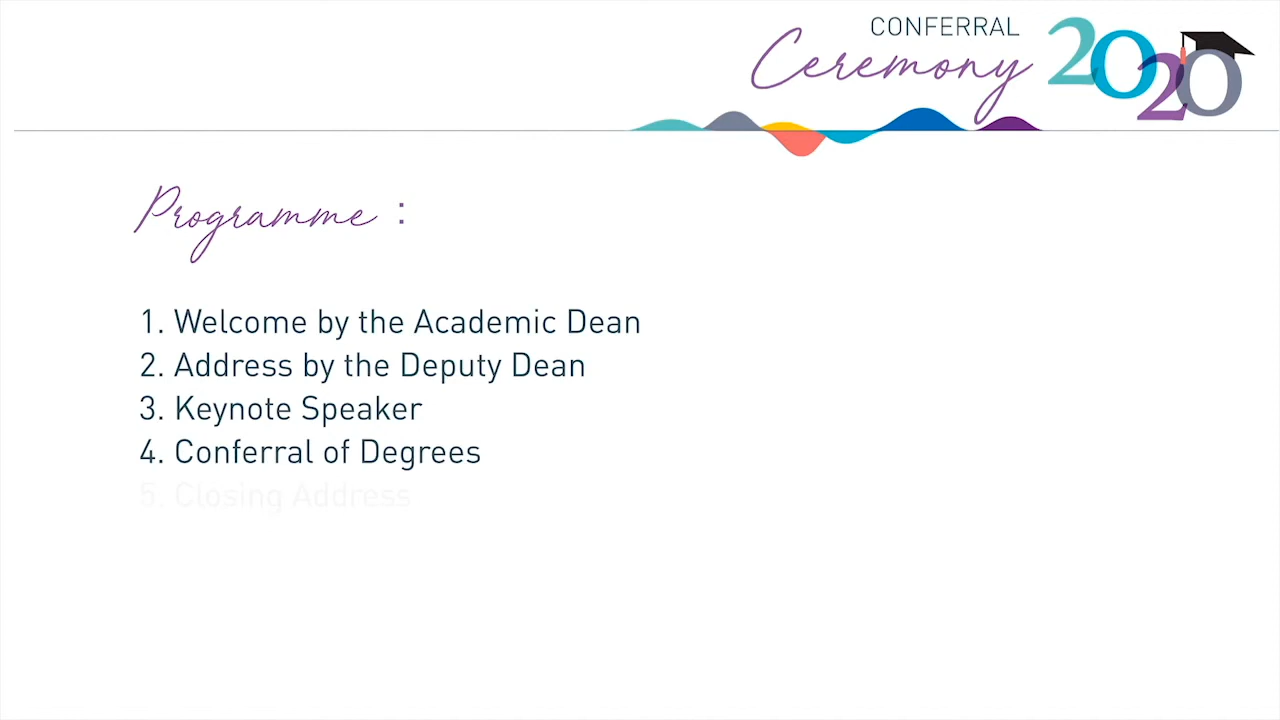 CONFERRAL
Ceremony 2020
Programme :
1. Welcome by the Academic Dean
2. Address by the Deputy Dean
3. Keynote Speaker
4. Conferral of Degrees
5. Closing Address